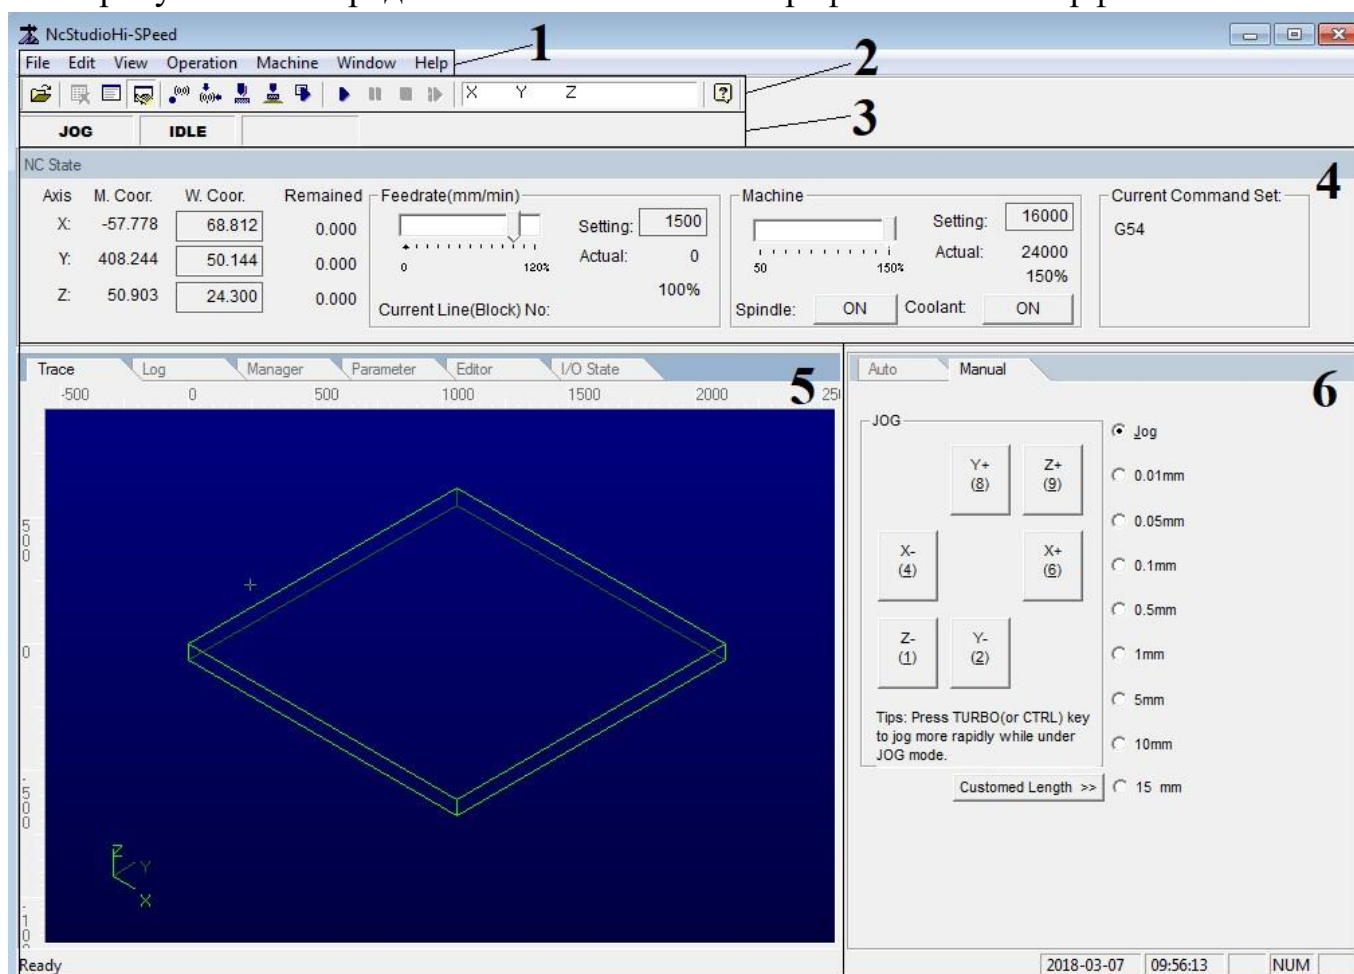 NcStudioHi-SPeed
File Edit View Operation Machine Window Help
1
2
X Y Z
3
JOG IDLE
NC State
4
Axis M. Coor. W. Coor. Remained
X: -57.778 68.812 0.000
Y: 408.244 50.144 0.000
Z: 50.903 24.300 0.000
Feedrate(mm/min)
Setting: 1500
Actual: 0
0 120%
100%
Current Line(Block) No:
Machine
Setting: 16000
Actual: 24000
50 150%
150%
Spindle: ON Coolant: ON
Current Command Set:
G54
Trace Log Manager Parameter Editor I/O State
5
-500 0 500 1000 1500 2000
500
0
-500
Z
Y
X
Auto Manual
6
JOG
Y+
(8)
Z+
(9)
X-
(4)
X+
(6)
Z-
(1)
Y-
(2)
Tips: Press TURBO(or CTRL) key
to jog more rapidly while under
JOG mode.
Customed Length >>
Jog
0.01mm
0.05mm
0.1mm
0.5mm
1mm
5mm
10mm
15 mm
Ready
2018-03-07 09:56:13 NUM